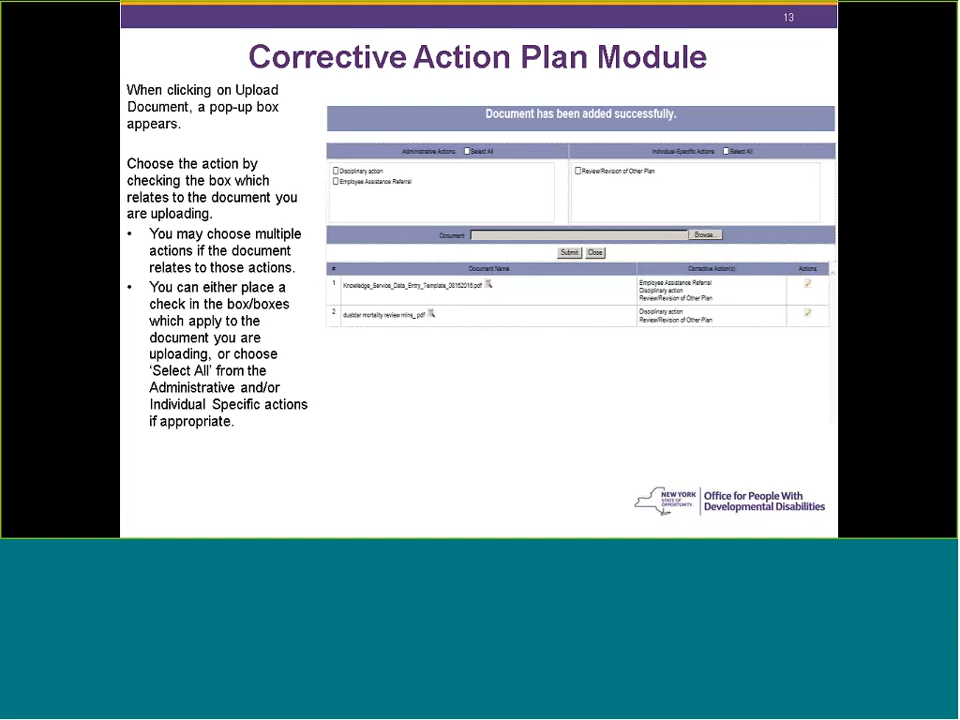 13
Corrective Action Plan Module
When clicking on Upload
Document, a pop-up box
appears.
Choose the action by
checking the box which
relates to the document you
are uploading.
• You may choose multiple
actions if the document
relates to those actions.
• You can either place a
check in the box/boxes
which apply to the
document you are
uploading, or choose
‘Select All’ from the
Administrative and/or
Individual Specific actions
if appropriate.
Document has been added successfully.
Administrative Actions Select All Individual-Specific Actions Select All
Disciplinary action Review/Revision of Other Plan
Employee Assistance Referral
Document Browse...
Submit Close
# Document Name Corrective Action(s) Actions
1 Knowledge_Service_Data_Entry_Template_08152016.pdf Employee Assistance Referral
Disciplinary action
Review/Revision of Other Plan
2 dustdar mortality review mins_.pdf Disciplinary action
Review/Revision of Other Plan
NEW YORK
STATE OF
OPPORTUNITY.
Office for People With
Developmental Disabilities